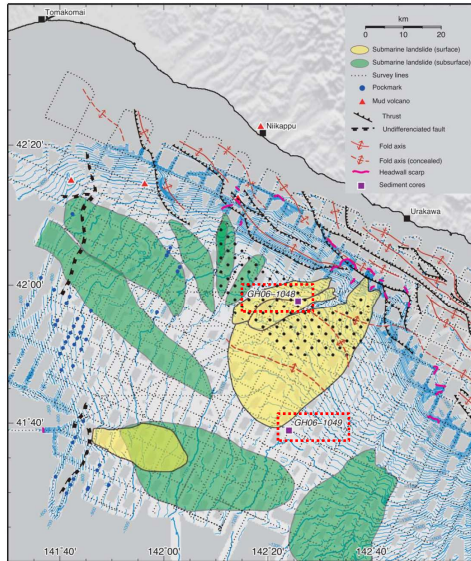 Tomakomai
km
0 10 20
Submarine landslide (surface)
Submarine landslide (subsurface)
Survey lines
Pockmark
Mud volcano
Thrust
Undifferenciated fault
Fold axis
Fold axis (concealed)
Headwall scarp
Sediment cores
Niikappu
42°20'
Urakawa
42°00'
GH06-1048
41°40'
GH06-1049
141°40' 142°00' 142°20' 142°40'